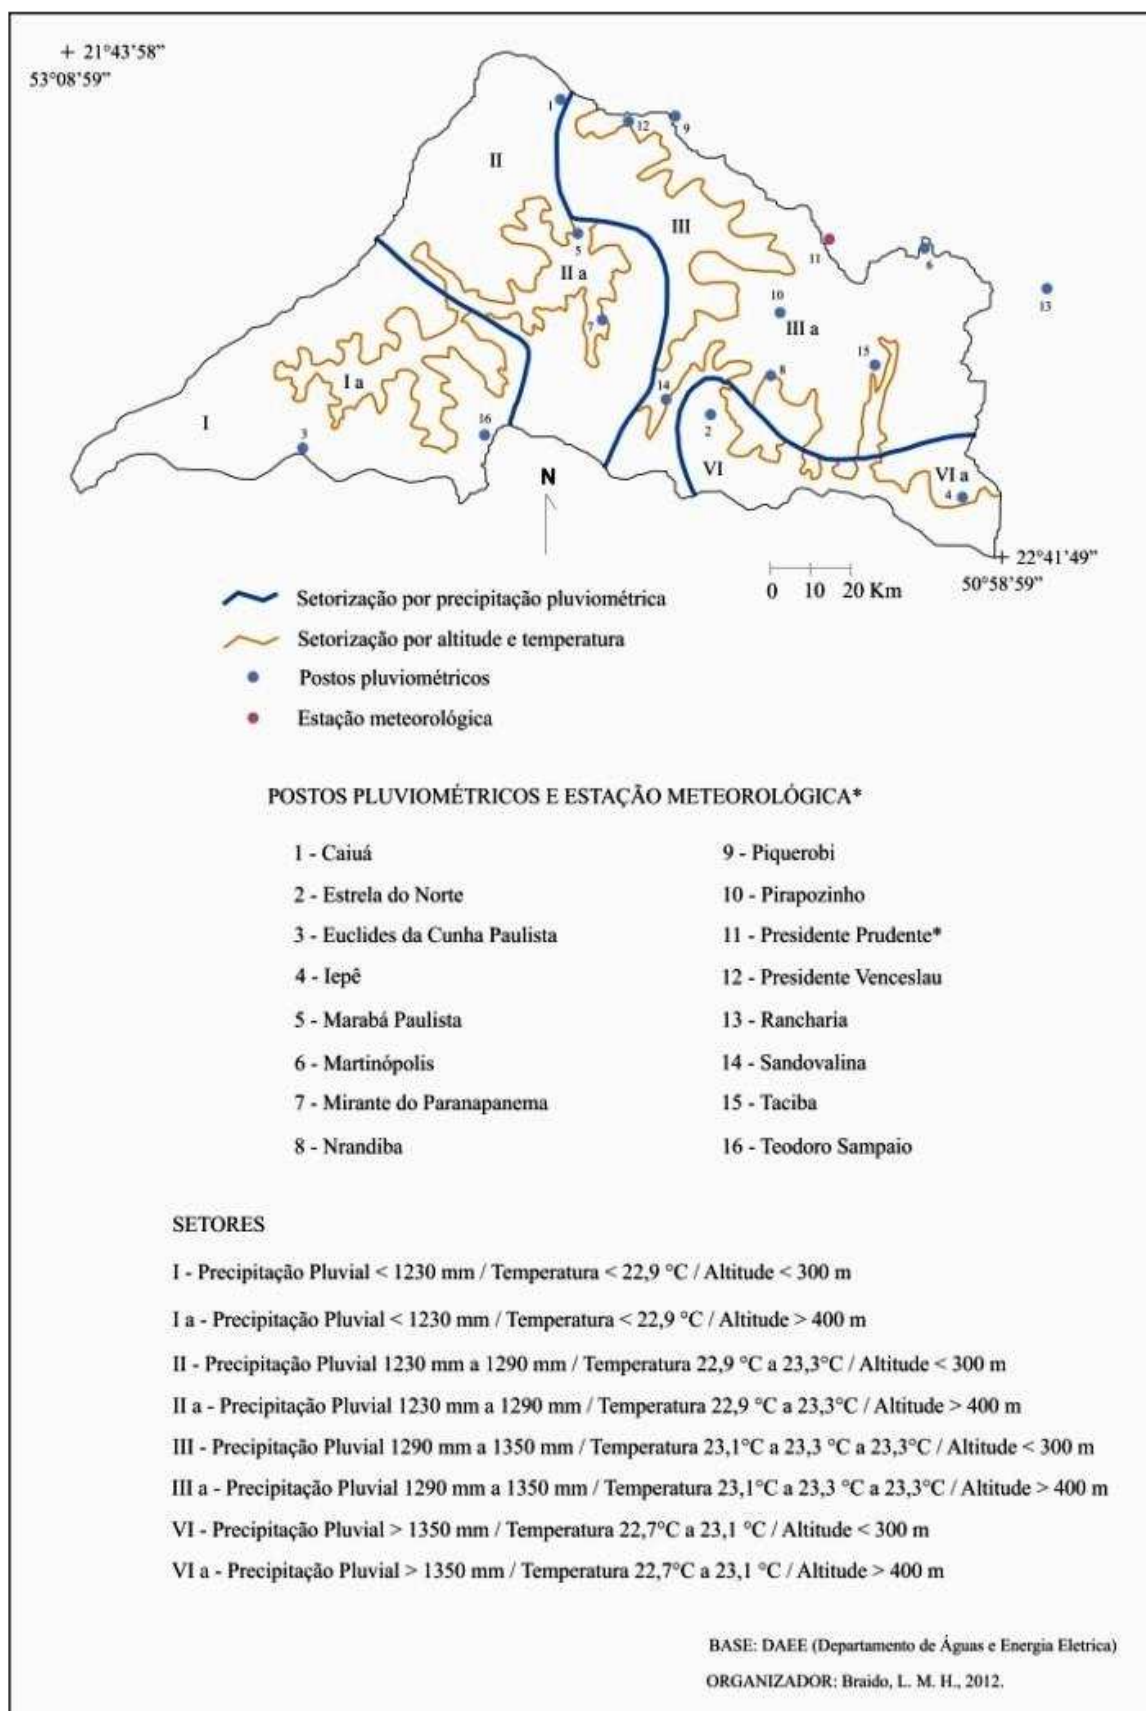 + 21°43'58”
53°08'59”
1
12
9
II
III
11
6
5
II a
13
10
7
III a
15
8
I a
14
I
16
3
2
VI
VI a
4
N
+ 22°41'49”
50°58'59”
0 10 20 Km
Setorização por precipitação pluviométrica
Setorização por altitude e temperatura
Postos pluviométricos
Estação meteorológica
POSTOS PLUVIOMÉTRICOS E ESTAÇÃO METEOROLÓGICA*
1 - Caiuá
2 - Estrela do Norte
3 - Euclides da Cunha Paulista
4 - Iepê
5 - Marabá Paulista
6 - Martinópolis
7 - Mirante do Paranapanema
8 - Nrandiba
9 - Piquerobi
10 - Pirapozinho
11 - Presidente Prudente*
12 - Presidente Venceslau
13 - Rancharia
14 - Sandovalina
15 - Taciba
16 - Teodoro Sampaio
SETORES
I - Precipitação Pluvial < 1230 mm / Temperatura < 22,9 °C / Altitude < 300 m
I a - Precipitação Pluvial < 1230 mm / Temperatura < 22,9 °C / Altitude > 400 m
II - Precipitação Pluvial 1230 mm a 1290 mm / Temperatura 22,9 °C a 23,3°C / Altitude < 300 m
II a - Precipitação Pluvial 1230 mm a 1290 mm / Temperatura 22,9 °C a 23,3°C / Altitude > 400 m
III - Precipitação Pluvial 1290 mm a 1350 mm / Temperatura 23,1°C a 23,3 °C a 23,3°C / Altitude < 300 m
III a - Precipitação Pluvial 1290 mm a 1350 mm / Temperatura 23,1°C a 23,3 °C a 23,3°C / Altitude > 400 m
VI - Precipitação Pluvial > 1350 mm / Temperatura 22,7°C a 23,1 °C / Altitude < 300 m
VI a - Precipitação Pluvial > 1350 mm / Temperatura 22,7°C a 23,1 °C / Altitude > 400 m
BASE: DAEE (Departamento de Águas e Energia Eletrica)
ORGANIZADOR: Braido, L. M. H., 2012.